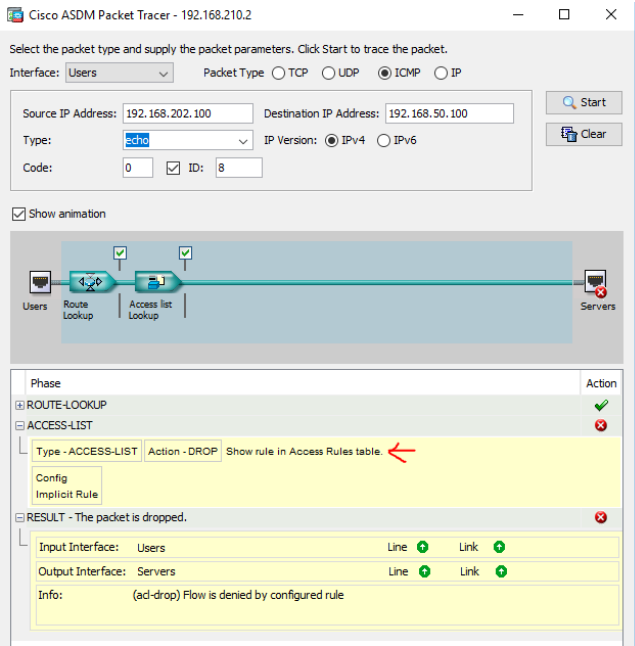 Cisco ASDM Packet Tracer - 192.168.210.2
Select the packet type and supply the packet parameters. Click Start to trace the packet.
Interface: Users Packet Type TCP UDP ICMP IP
Source IP Address: 192.168.202.100 Destination IP Address: 192.168.50.100
Start
Type: echo IP Version: IPv4 IPv6
Clear
Code: 0 ID: 8
Show animation
Users
Route Lookup
Access list Lookup
Servers
Phase Action
ROUTE-LOOKUP
ACCESS-LIST
Type - ACCESS-LIST Action - DROP Show rule in Access Rules table.
Config
Implicit Rule
RESULT - The packet is dropped.
Input Interface: Users Line Link
Output Interface: Servers Line Link
Info: (acl-drop) Flow is denied by configured rule